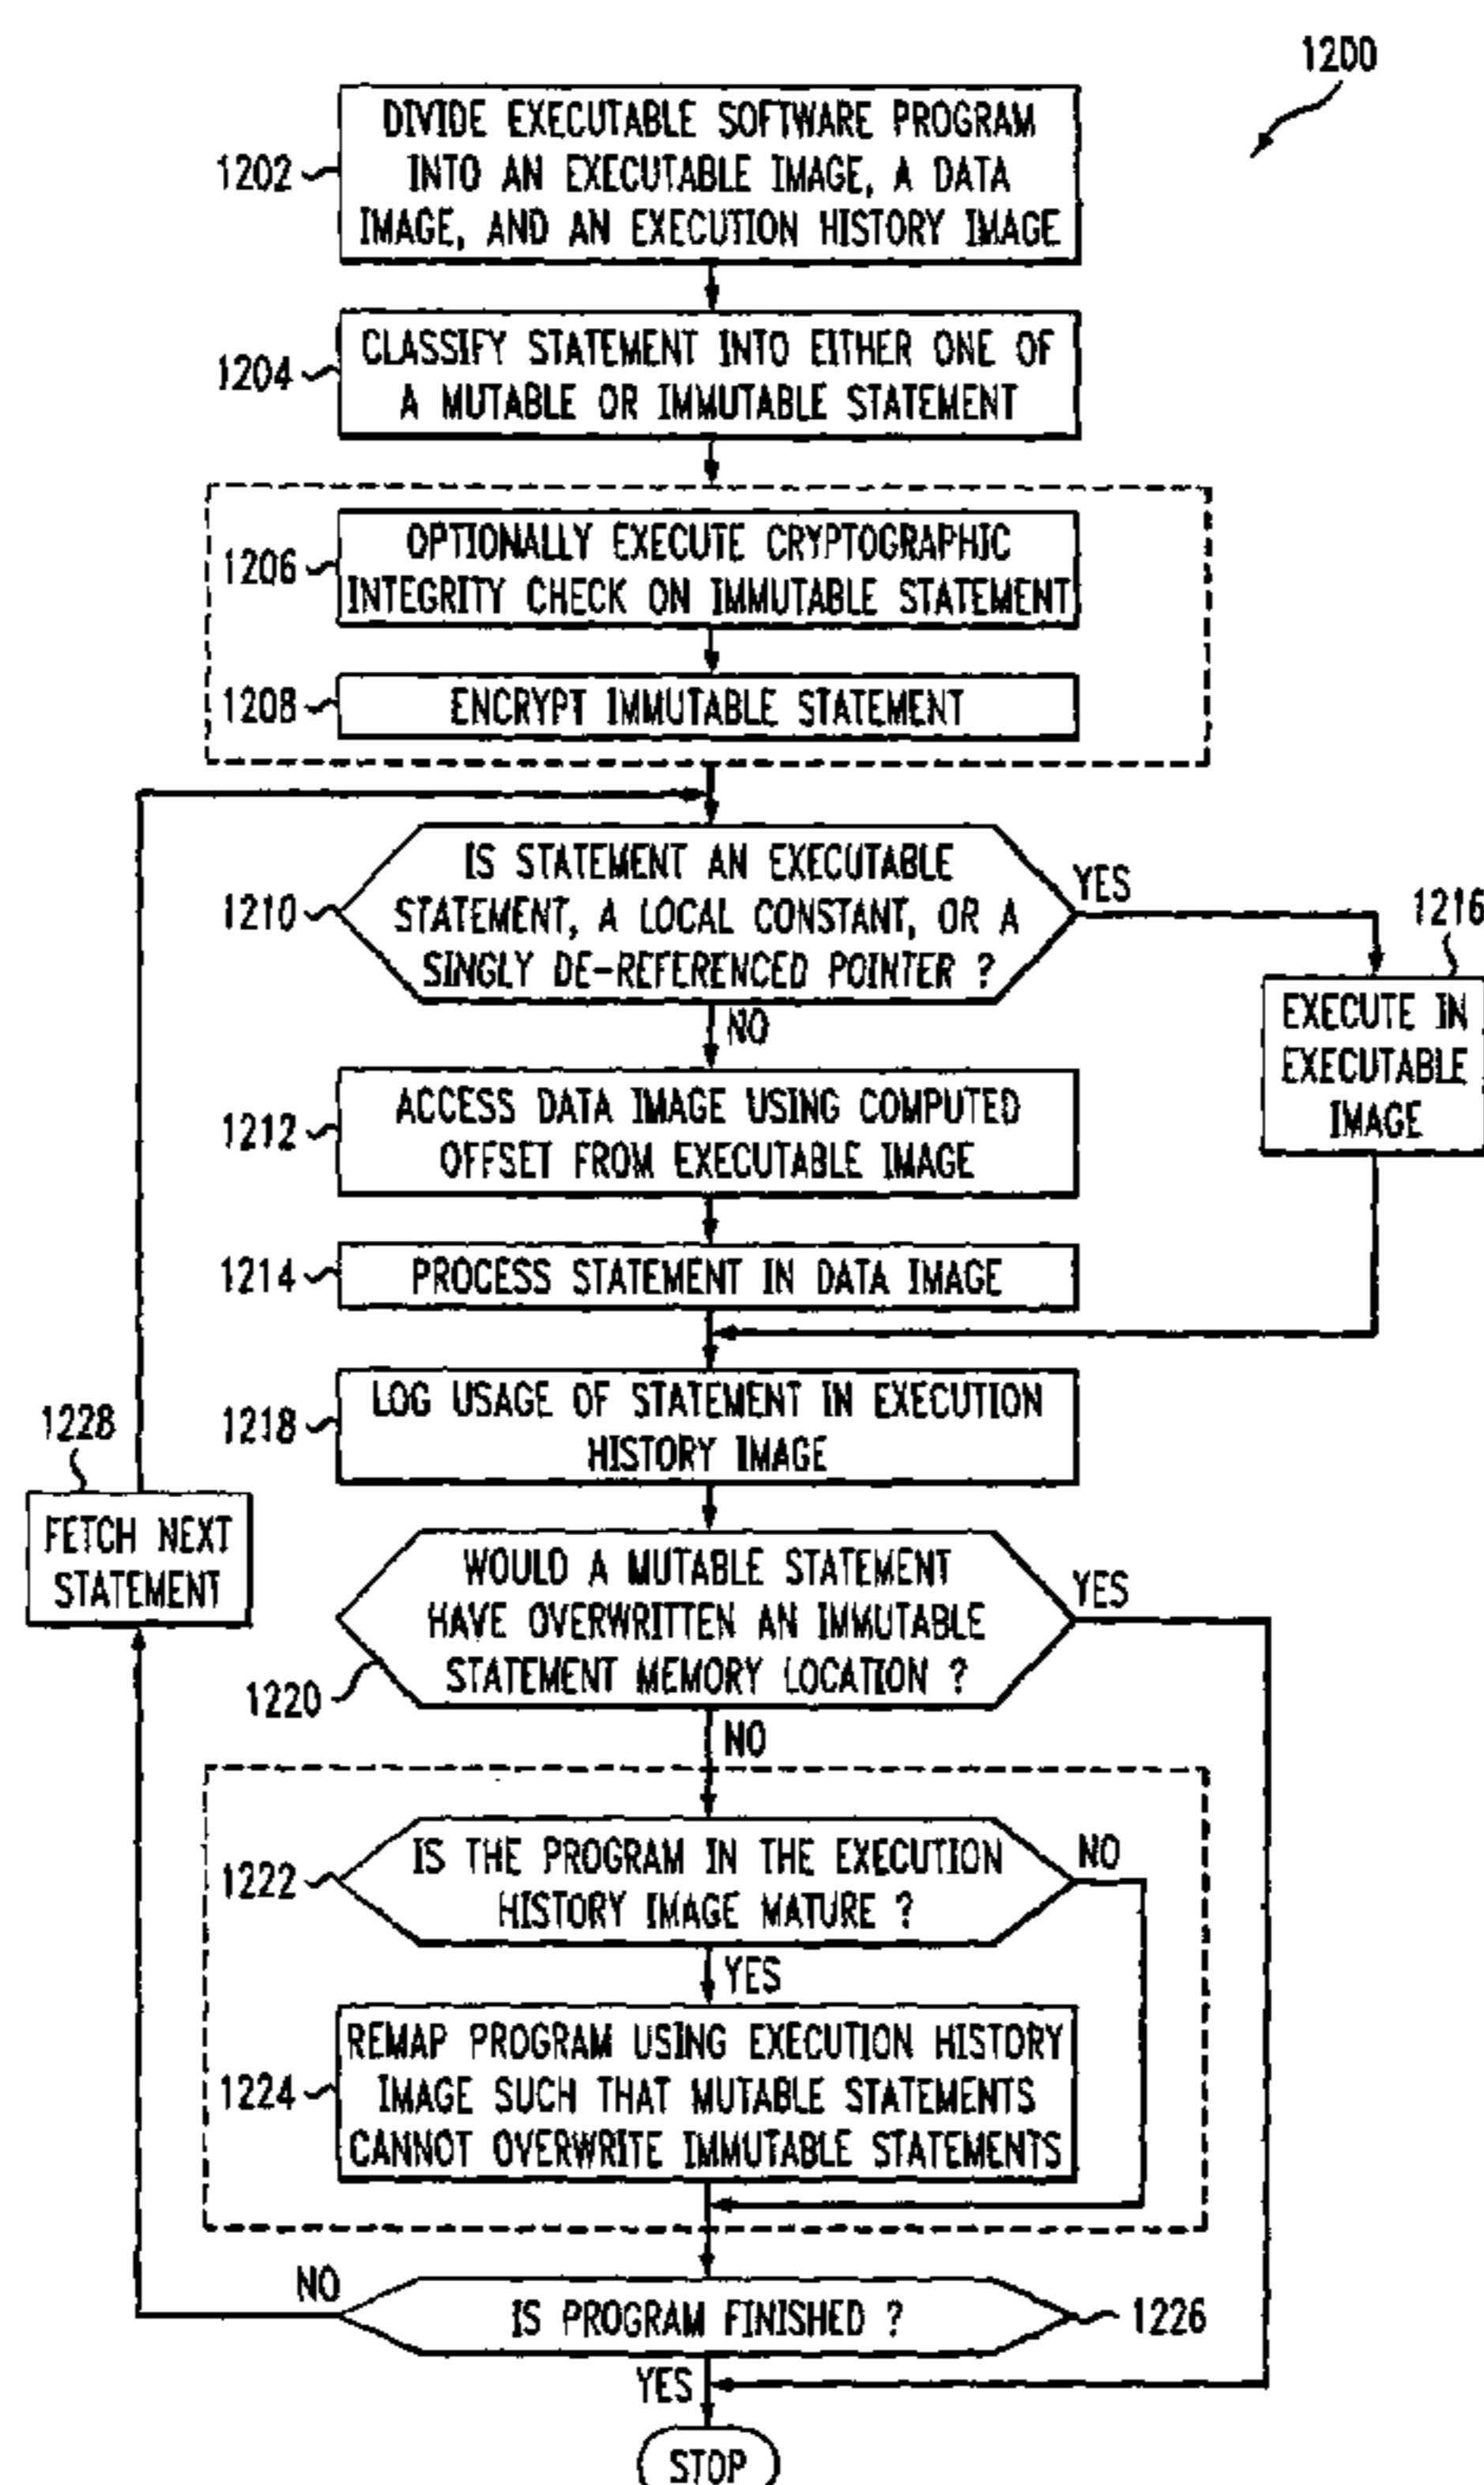 1200
DIVIDE EXECUTABLE SOFTWARE PROGRAM
INTO AN EXECUTABLE IMAGE, A DATA
IMAGE, AND AN EXECUTION HISTORY IMAGE
1202
CLASSIFY STATEMENT INTO EITHER ONE OF
A MUTABLE OR IMMUTABLE STATEMENT
1204
OPTIONALLY EXECUTE CRYPTOGRAPHIC
INTEGRITY CHECK ON IMMUTABLE STATEMENT
1206
ENCRYPT IMMUTABLE STATEMENT
1208
IS STATEMENT AN EXECUTABLE
STATEMENT, A LOCAL CONSTANT, OR A
SINGLY DE-REFERENCED POINTER ?
1210
YES
1216
EXECUTE IN
EXECUTABLE
IMAGE
NO
ACCESS DATA IMAGE USING COMPUTED
OFFSET FROM EXECUTABLE IMAGE
1212
PROCESS STATEMENT IN DATA IMAGE
1214
LOG USAGE OF STATEMENT IN EXECUTION
HISTORY IMAGE
1218
1228
FETCH NEXT
STATEMENT
WOULD A MUTABLE STATEMENT
HAVE OVERWRITTEN AN IMMUTABLE
STATEMENT MEMORY LOCATION ?
1220
YES
NO
IS THE PROGRAM IN THE EXECUTION
HISTORY IMAGE MATURE ?
1222
NO
YES
REMAP PROGRAM USING EXECUTION HISTORY
IMAGE SUCH THAT MUTABLE STATEMENTS
CANNOT OVERWRITE IMMUTABLE STATEMENTS
1224
NO
IS PROGRAM FINISHED ?
1226
YES
STOP